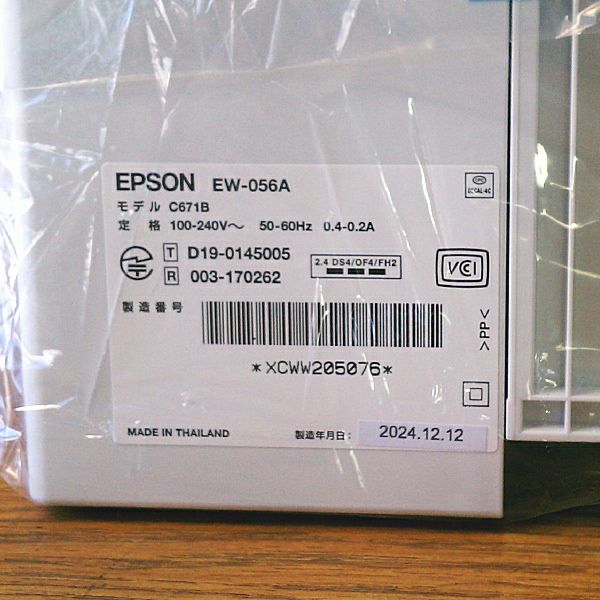 EPSON EW-056A
モデル C671B
定 格 100-240V～ 50-60Hz 0.4-0.2A
T D19-0145005
R 003-170262
2.4 DS4/OF4/FH2
VCI
製造番号
*XCWW205076*
>PP<
MADE IN THAILAND 製造年月日: 2024.12.12